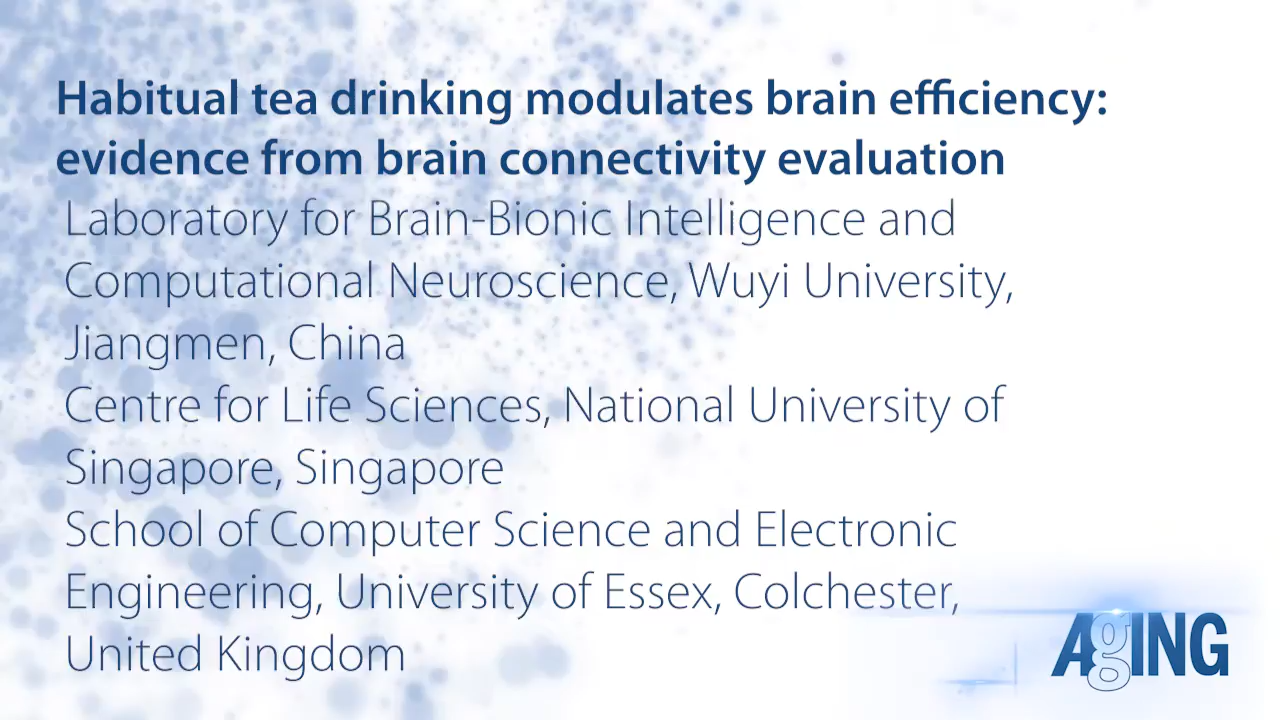 Habitual tea drinking modulates brain efficiency:
evidence from brain connectivity evaluation
Laboratory for Brain-Bionic Intelligence and
Computational Neuroscience, Wuyi University,
Jiangmen, China
Centre for Life Sciences, National University of
Singapore, Singapore
School of Computer Science and Electronic
Engineering, University of Essex, Colchester,
United Kingdom
AgING